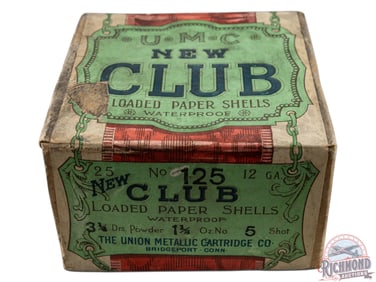 U·M·C
NEW
CLUB
LOADED PAPER SHELLS
WATERPROOF
25 No 125 12 GA
NEW CLUB
LOADED PAPER SHELLS
WATERPROOF
3¼ Drs. Powder 1⅛ Oz. No. 5 Shot
THE UNION METALLIC CARTRIDGE CO.
BRIDGEPORT, CONN.
RICHMOND
AUCTIONS